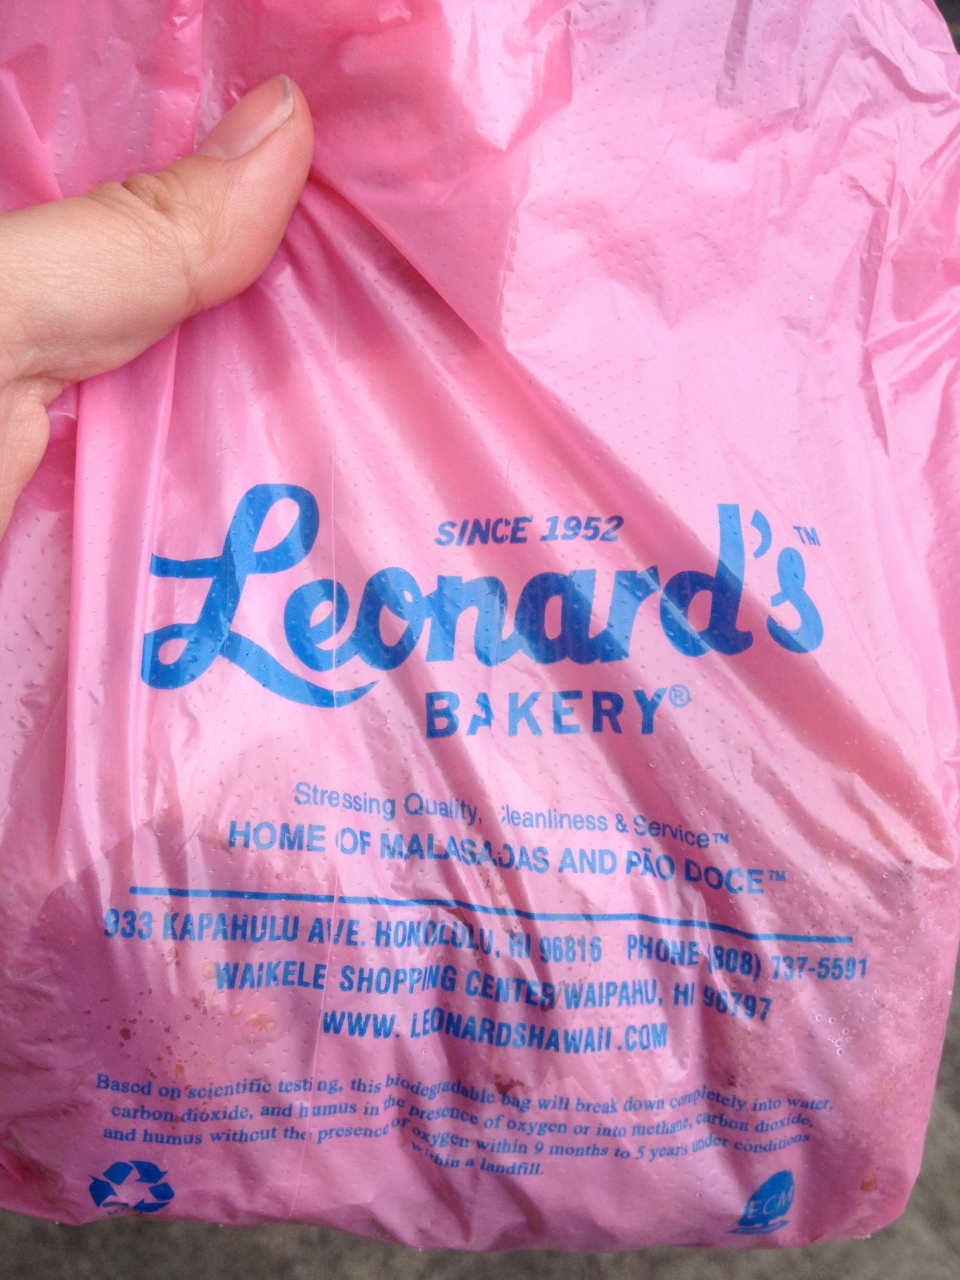 SINCE 1952
Leonard's™
BAKERY®
Stressing Quality, Cleanliness & Service™
HOME OF MALASADAS AND PÃO DOCE™
933 KAPAHULU AVE. HONOLULU, HI 96816 PHONE (808) 737-5591
WAIKELE SHOPPING CENTER WAIPAHU, HI 96797
WWW. LEONARDSHAWAII.COM
Based on scientific testing, this biodegradable bag will break down completely into water,
carbon dioxide, and humus in the presence of oxygen or into methane, carbon dioxide,
and humus without the presence of oxygen within 9 months to 5 years under conditions
within a landfill.
ECM